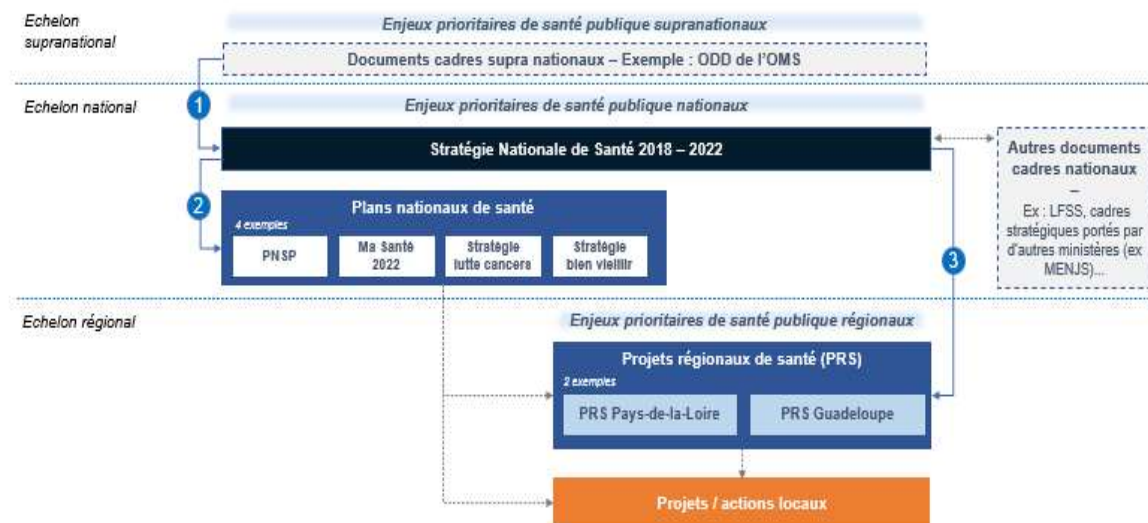 Echelon
supranational
Enjeux prioritaires de santé publique supranationaux
Documents cadres supra nationaux – Exemple : ODD de l'OMS
Echelon national
1
Enjeux prioritaires de santé publique nationaux
Stratégie Nationale de Santé 2018 – 2022
Autres documents
cadres nationaux
–
Ex : LFSS, cadres
stratégiques portés par
d'autres ministères (ex
MENJS)...
2
Plans nationaux de santé
4 exemples
PNSP
Ma Santé
2022
Stratégie
lutte cancers
Stratégie
bien vieillir
3
Echelon régional
Enjeux prioritaires de santé publique régionaux
Projets régionaux de santé (PRS)
2 exemples
PRS Pays-de-la-Loire
PRS Guadeloupe
Projets / actions locaux